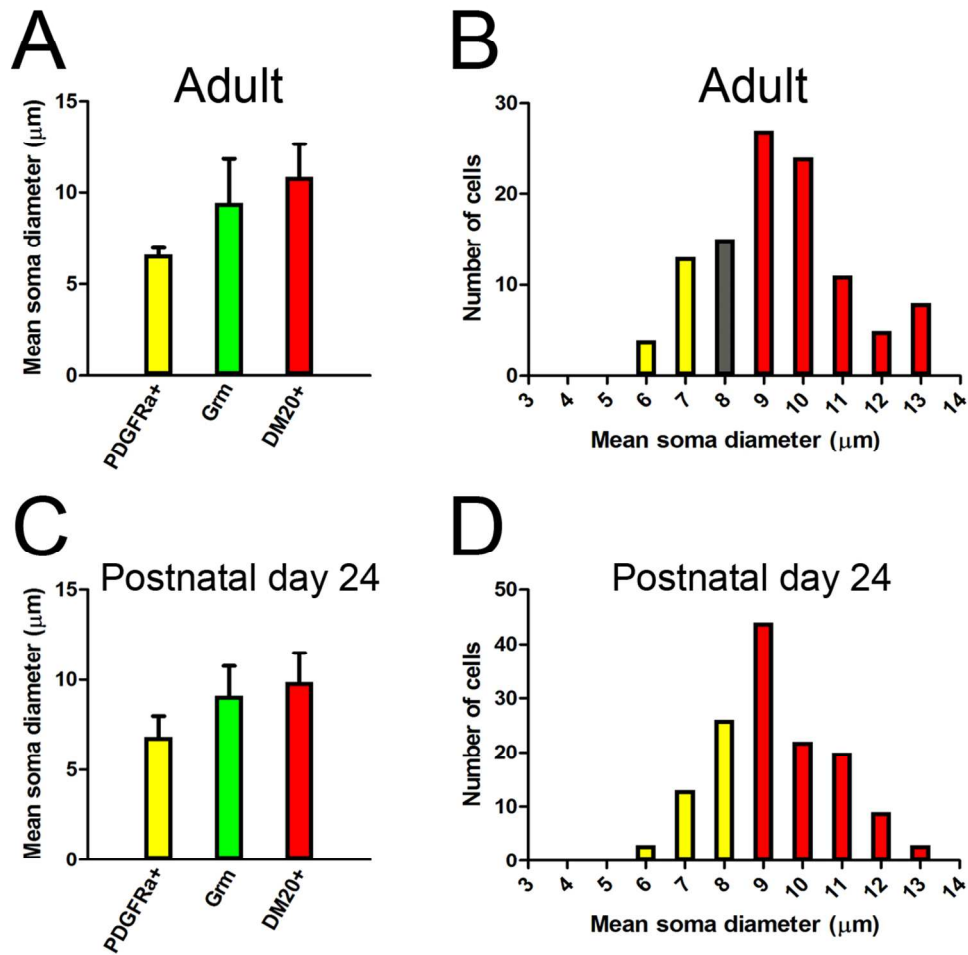 A
Adult
Mean soma diameter (μm)
15
10
5
0
PDGFRa+
Grm
DM20+
B
Adult
Number of cells
30
20
10
0
3 4 5 6 7 8 9 10 11 12 13 14
Mean soma diameter (μm)
C
Postnatal day 24
Mean soma diameter (μm)
15
10
5
0
PDGFRa+
Grm
DM20+
D
Postnatal day 24
Number of cells
50
40
30
20
10
0
3 4 5 6 7 8 9 10 11 12 13 14
Mean soma diameter (μm)